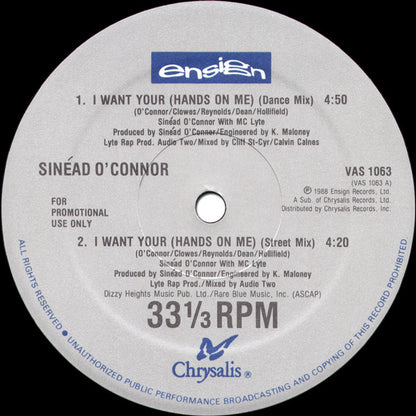 ensign
1. I WANT YOUR (HANDS ON ME) (Dance Mix) 4:50
(O'Connor/Clowes/Reynolds/Dean/Hollifield)
Sinéad O'Connor With MC Lyte
Produced by Sinéad O'Connor/Engineered by K. Maloney
Lyte Rap Prod. Audio Two/Mixed by Cliff St-Cyr/Calvin Calnes
SINÉAD O'CONNOR
VAS 1063
(VAS 1063 A)
FOR
PROMOTIONAL
USE ONLY
℗ 1988 Ensign Records, Ltd.
A Sub. of Chrysalis Records, Ltd.
Distributed by Chrysalis Records, Inc.
2. I WANT YOUR (HANDS ON ME) (Street Mix) 4:20
(O'Connor/Clowes/Reynolds/Dean/Hollifield)
Sinéad O'Connor With MC Lyte
Produced by Sinéad O'Connor/Engineered by K. Maloney
Lyte Rap Prod./Mixed by Audio Two
Dizzy Heights Music Pub. Ltd./Rare Blue Music, Inc. (ASCAP)
33⅓ RPM
Chrysalis®
ALL RIGHTS RESERVED • UNAUTHORIZED PUBLIC PERFORMANCE BROADCASTING AND COPYING OF THIS RECORD PROHIBITED